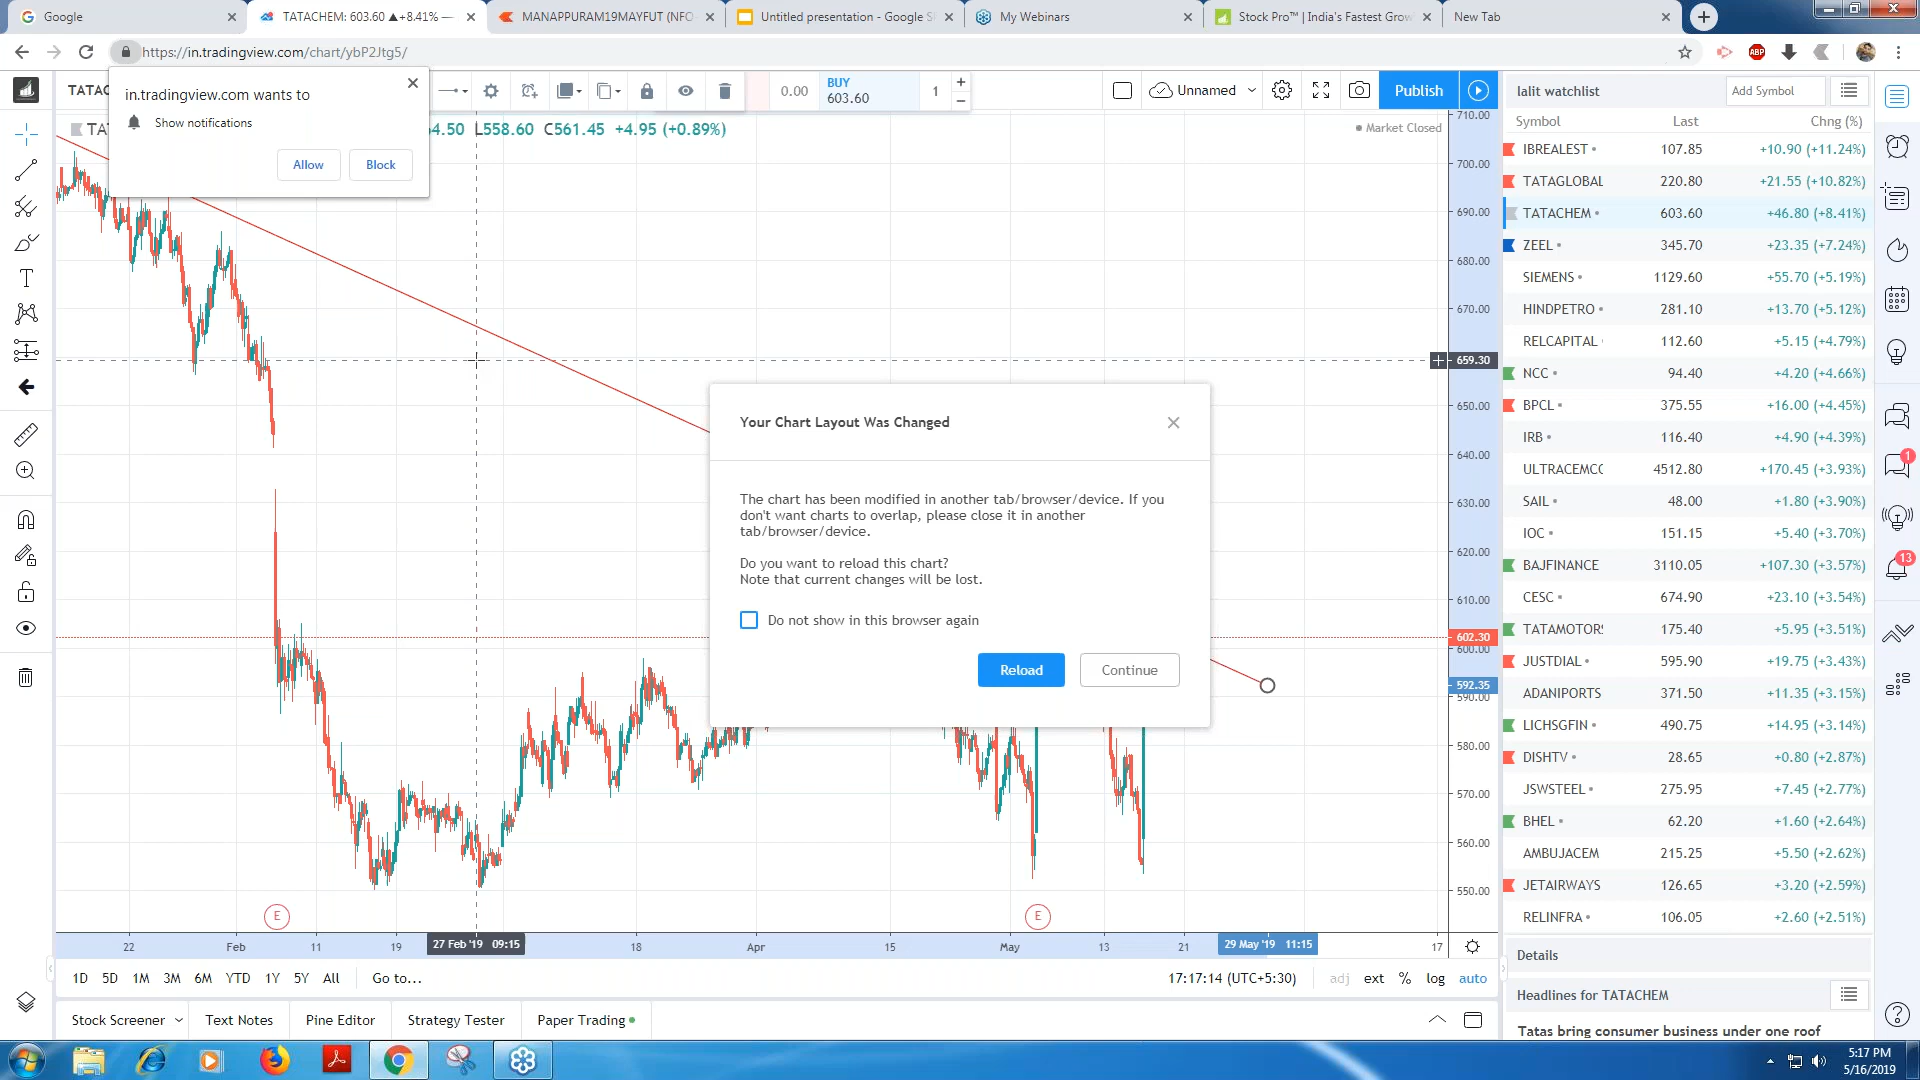 Google
TATACHEM: 603.60 ▲+8.41% —
MANAPPURAM19MAYFUT (NFO
Untitled presentation - Google S
My Webinars
Stock Pro™ | India's Fastest Grow
New Tab
https://in.tradingview.com/chart/ybP2Jtg5/
ABP
in.tradingview.com wants to
Show notifications
Allow
Block
TATAC
0.00
BUY
603.60
1
Unnamed
Publish
TA
4.50 L558.60 C561.45 +4.95 (+0.89%)
Market Closed
lalit watchlist
Add Symbol
Symbol Last Chng (%)
IBREALEST 107.85 +10.90 (+11.24%)
TATAGLOBAL 220.80 +21.55 (+10.82%)
TATACHEM 603.60 +46.80 (+8.41%)
ZEEL 345.70 +23.35 (+7.24%)
SIEMENS 1129.60 +55.70 (+5.19%)
HINDPETRO 281.10 +13.70 (+5.12%)
RELCAPITAL 112.60 +5.15 (+4.79%)
NCC 94.40 +4.20 (+4.66%)
BPCL 375.55 +16.00 (+4.45%)
IRB 116.40 +4.90 (+4.39%)
ULTRACEMCO 4512.80 +170.45 (+3.93%)
SAIL 48.00 +1.80 (+3.90%)
IOC 151.15 +5.40 (+3.70%)
BAJFINANCE 3110.05 +107.30 (+3.57%)
CESC 674.90 +23.10 (+3.54%)
TATAMOTORS 175.40 +5.95 (+3.51%)
JUSTDIAL 595.90 +19.75 (+3.43%)
ADANIPORTS 371.50 +11.35 (+3.15%)
LICHSGFIN 490.75 +14.95 (+3.14%)
DISHTV 28.65 +0.80 (+2.87%)
JSWSTEEL 275.95 +7.45 (+2.77%)
BHEL 62.20 +1.60 (+2.64%)
AMBUJACEM 215.25 +5.50 (+2.62%)
JETAIRWAYS 126.65 +3.20 (+2.59%)
RELINFRA 106.05 +2.60 (+2.51%)
Details
Headlines for TATACHEM
Tatas bring consumer business under one roof
1
13
710.00
700.00
690.00
680.00
670.00
659.30
650.00
640.00
630.00
620.00
610.00
602.30
600.00
592.35
590.00
580.00
570.00
560.00
550.00
Your Chart Layout Was Changed
The chart has been modified in another tab/browser/device. If you
don't want charts to overlap, please close it in another
tab/browser/device.
Do you want to reload this chart?
Note that current changes will be lost.
Do not show in this browser again
Reload
Continue
E
E
22 Feb 11 19 27 Feb '19 09:15 18 Apr 15 May 13 21 29 May '19 11:15 17
1D 5D 1M 3M 6M YTD 1Y 5Y All Go to...
17:17:14 (UTC+5:30) adj ext % log auto
Stock Screener Text Notes Pine Editor Strategy Tester Paper Trading
5:17 PM
5/16/2019